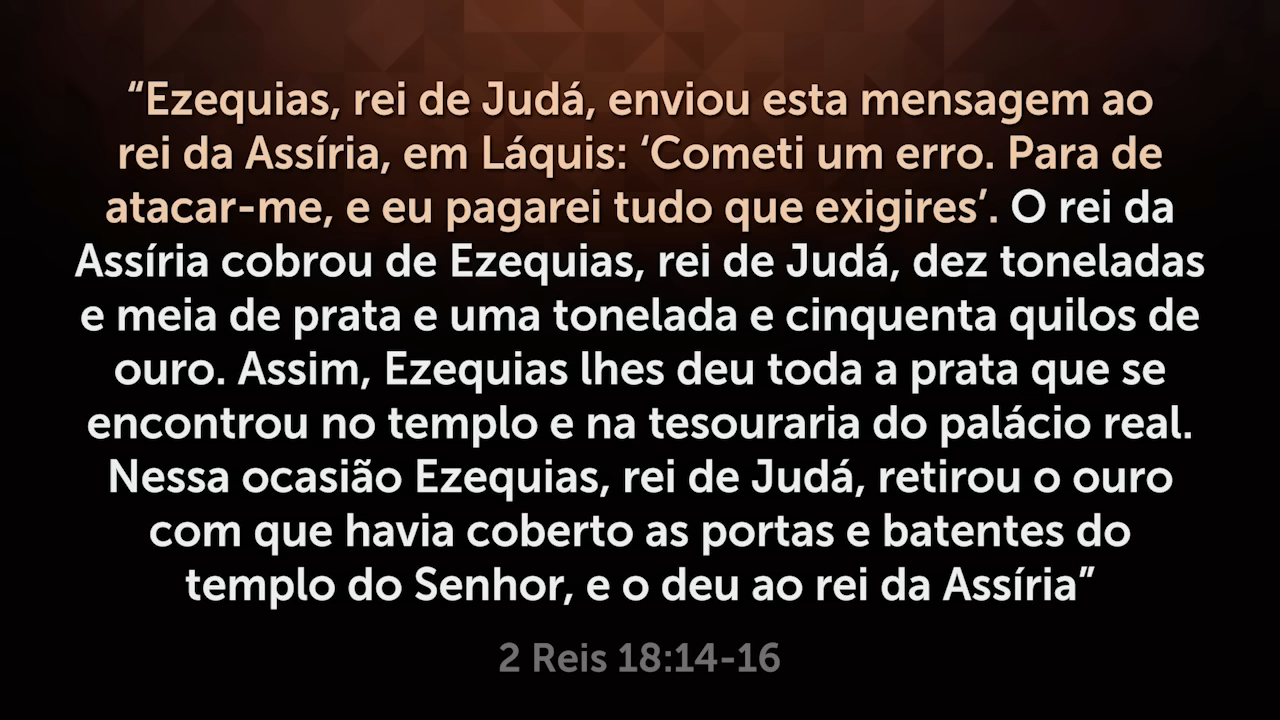 “Ezequias, rei de Judá, enviou esta mensagem ao
rei da Assíria, em Láquis: ‘Cometi um erro. Para de
atacar-me, e eu pagarei tudo que exigires’. O rei da
Assíria cobrou de Ezequias, rei de Judá, dez toneladas
e meia de prata e uma tonelada e cinquenta quilos de
ouro. Assim, Ezequias lhes deu toda a prata que se
encontrou no templo e na tesouraria do palácio real.
Nessa ocasião Ezequias, rei de Judá, retirou o ouro
com que havia coberto as portas e batentes do
templo do Senhor, e o deu ao rei da Assíria”
2 Reis 18:14-16